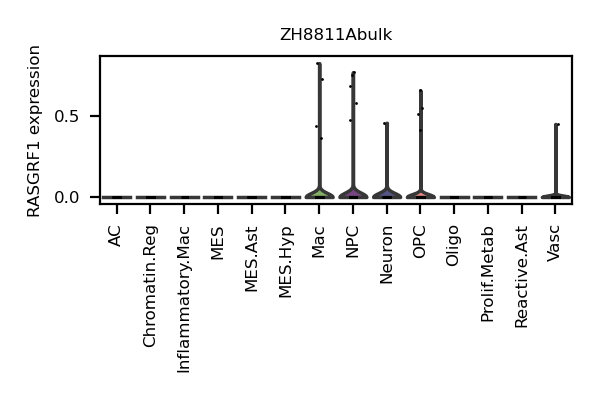 ZH8811Abulk
RASGRF1 expression
0.5
0.0
AC
Chromatin.Reg
Inflammatory.Mac
MES
MES.Ast
MES.Hyp
Mac
NPC
Neuron
OPC
Oligo
Prolif.Metab
Reactive.Ast
Vasc